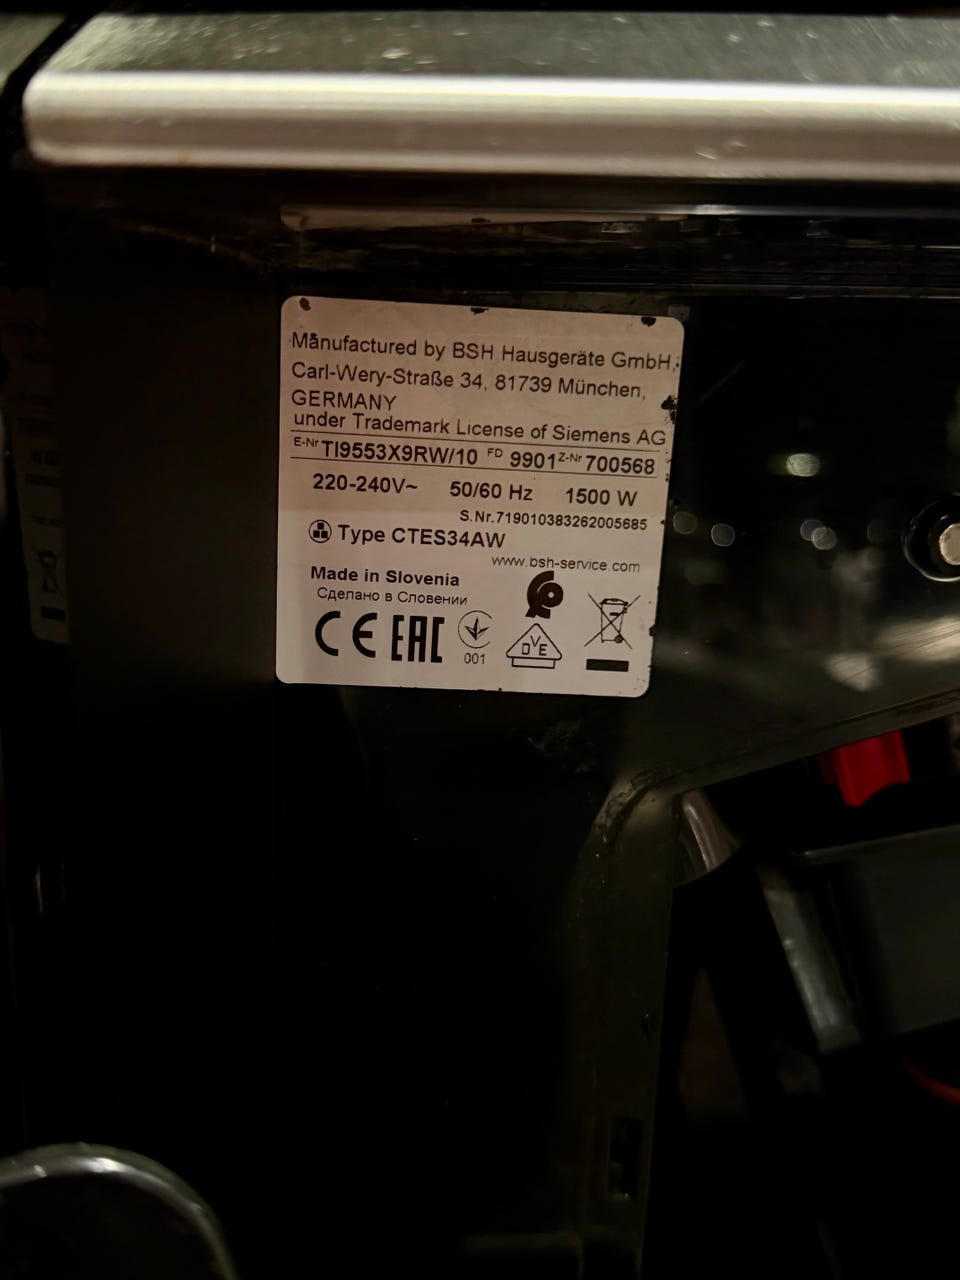 Manufactured by BSH Hausgeräte GmbH,
Carl-Wery-Straße 34, 81739 München,
GERMANY
under Trademark License of Siemens AG
E-Nr TI9553X9RW/10 FD 9901 Z-Nr 700568
220-240V~ 50/60 Hz 1500 W
S.Nr.719010383262005685
Type CTES34AW
www.bsh-service.com
Made in Slovenia
Сделано в Словении
CE EAC 001 DVE